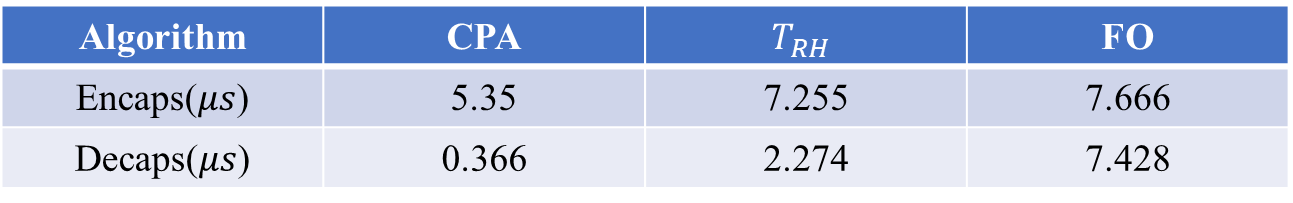 Algorithm CPA T_RH FO
Encaps(μs) 5.35 7.255 7.666
Decaps(μs) 0.366 2.274 7.428